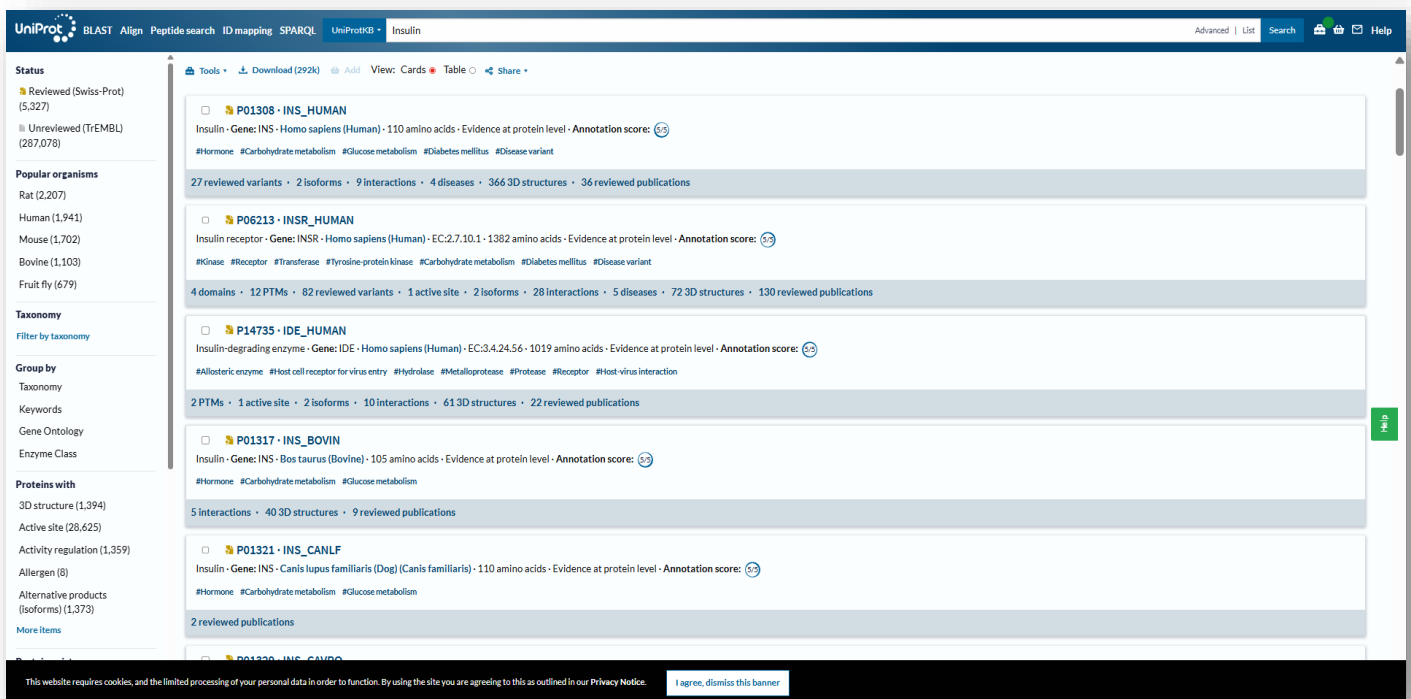 UniProt BLAST Align Peptide search ID mapping SPARQL UniProtKB Insulin Advanced | List Search Help
Status
Reviewed (Swiss-Prot)
(5,327)
Unreviewed (TrEMBL)
(287,078)
Popular organisms
Rat (2,207)
Human (1,941)
Mouse (1,702)
Bovine (1,103)
Fruit fly (679)
Taxonomy
Filter by taxonomy
Group by
Taxonomy
Keywords
Gene Ontology
Enzyme Class
Proteins with
3D structure (1,394)
Active site (28,625)
Activity regulation (1,359)
Allergen (8)
Alternative products
(isoforms) (1,373)
More items
Tools Download (292k) Add View: Cards Table Share
P01308 · INS_HUMAN
Insulin · Gene: INS · Homo sapiens (Human) · 110 amino acids · Evidence at protein level · Annotation score: 5/5
#Hormone #Carbohydrate metabolism #Glucose metabolism #Diabetes mellitus #Disease variant
27 reviewed variants · 2 isoforms · 9 interactions · 4 diseases · 366 3D structures · 36 reviewed publications
P06213 · INSR_HUMAN
Insulin receptor · Gene: INSR · Homo sapiens (Human) · EC:2.7.10.1 · 1382 amino acids · Evidence at protein level · Annotation score: 5/5
#Kinase #Receptor #Transferase #Tyrosine-protein kinase #Carbohydrate metabolism #Diabetes mellitus #Disease variant
4 domains · 12 PTMs · 82 reviewed variants · 1 active site · 2 isoforms · 28 interactions · 5 diseases · 72 3D structures · 130 reviewed publications
P14735 · IDE_HUMAN
Insulin-degrading enzyme · Gene: IDE · Homo sapiens (Human) · EC:3.4.24.56 · 1019 amino acids · Evidence at protein level · Annotation score: 5/5
#Allosteric enzyme #Host cell receptor for virus entry #Hydrolase #Metalloprotease #Protease #Receptor #Host-virus interaction
2 PTMs · 1 active site · 2 isoforms · 10 interactions · 61 3D structures · 22 reviewed publications
P01317 · INS_BOVIN
Insulin · Gene: INS · Bos taurus (Bovine) · 105 amino acids · Evidence at protein level · Annotation score: 5/5
#Hormone #Carbohydrate metabolism #Glucose metabolism
5 interactions · 40 3D structures · 9 reviewed publications
P01321 · INS_CANLF
Insulin · Gene: INS · Canis lupus familiaris (Dog) (Canis familiaris) · 110 amino acids · Evidence at protein level · Annotation score: 5/5
#Hormone #Carbohydrate metabolism #Glucose metabolism
2 reviewed publications
Help
This website requires cookies, and the limited processing of your personal data in order to function. By using the site you are agreeing to this as outlined in our Privacy Notice. I agree, dismiss this banner